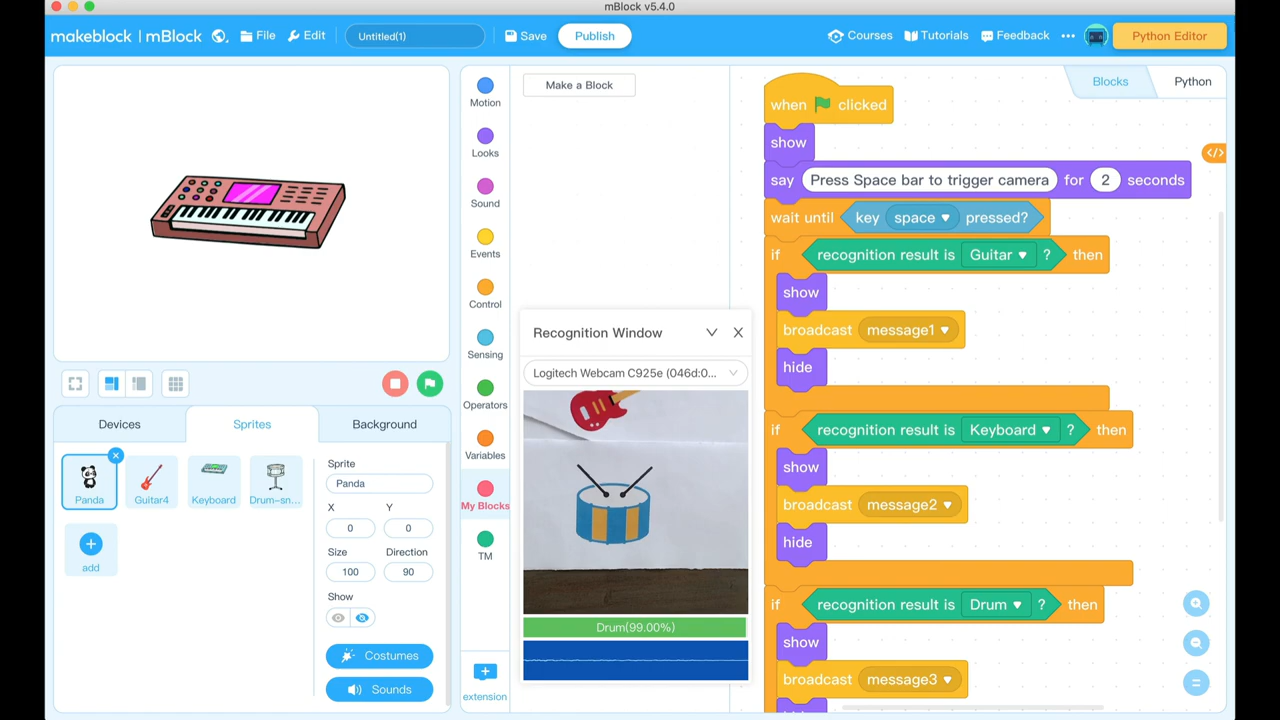 mBlock v5.4.0
makeblock | mBlock File Edit Untitled(1) Save Publish Courses Tutorials Feedback ••• Python Editor
Motion
Looks
Sound
Events
Control
Sensing
Operators
Variables
My Blocks
TM
extension
Make a Block
Blocks Python
when clicked
show
say Press Space bar to trigger camera for 2 seconds
wait until key space pressed?
if recognition result is Guitar ? then
show
broadcast message1
hide
if recognition result is Keyboard ? then
show
broadcast message2
hide
if recognition result is Drum ? then
show
broadcast message3
</>
Recognition Window
Logitech Webcam C925e (046d:0...
Drum(99.00%)
Devices Sprites Background
Panda Guitar4 Keyboard Drum-sn...
add
Sprite
Panda
X Y
0 0
Size Direction
100 90
Show
Costumes
Sounds